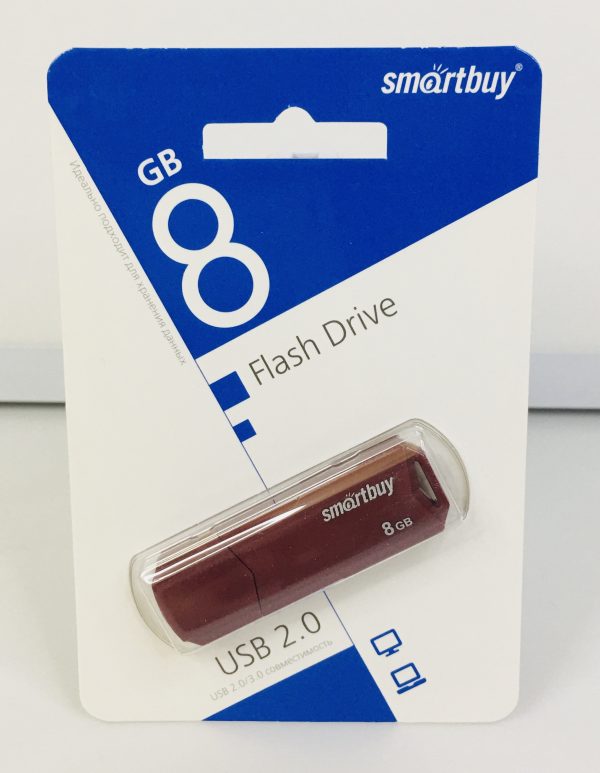 smartbuy®
GB
8
Идеально подходит для хранения данных
Flash Drive
smartbuy
8 GB
USB 2.0
USB 2.0/3.0 совместимость